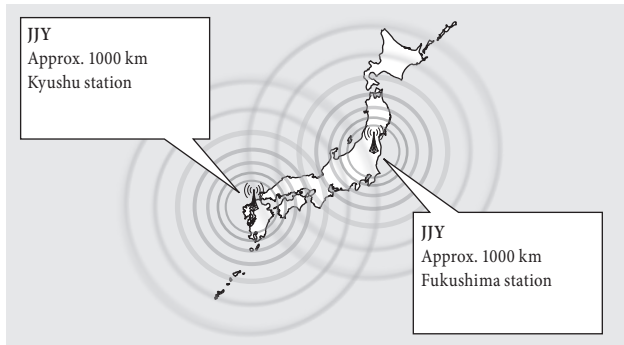 JJY
Approx. 1000 km
Kyushu station
JJY
Approx. 1000 km
Fukushima station